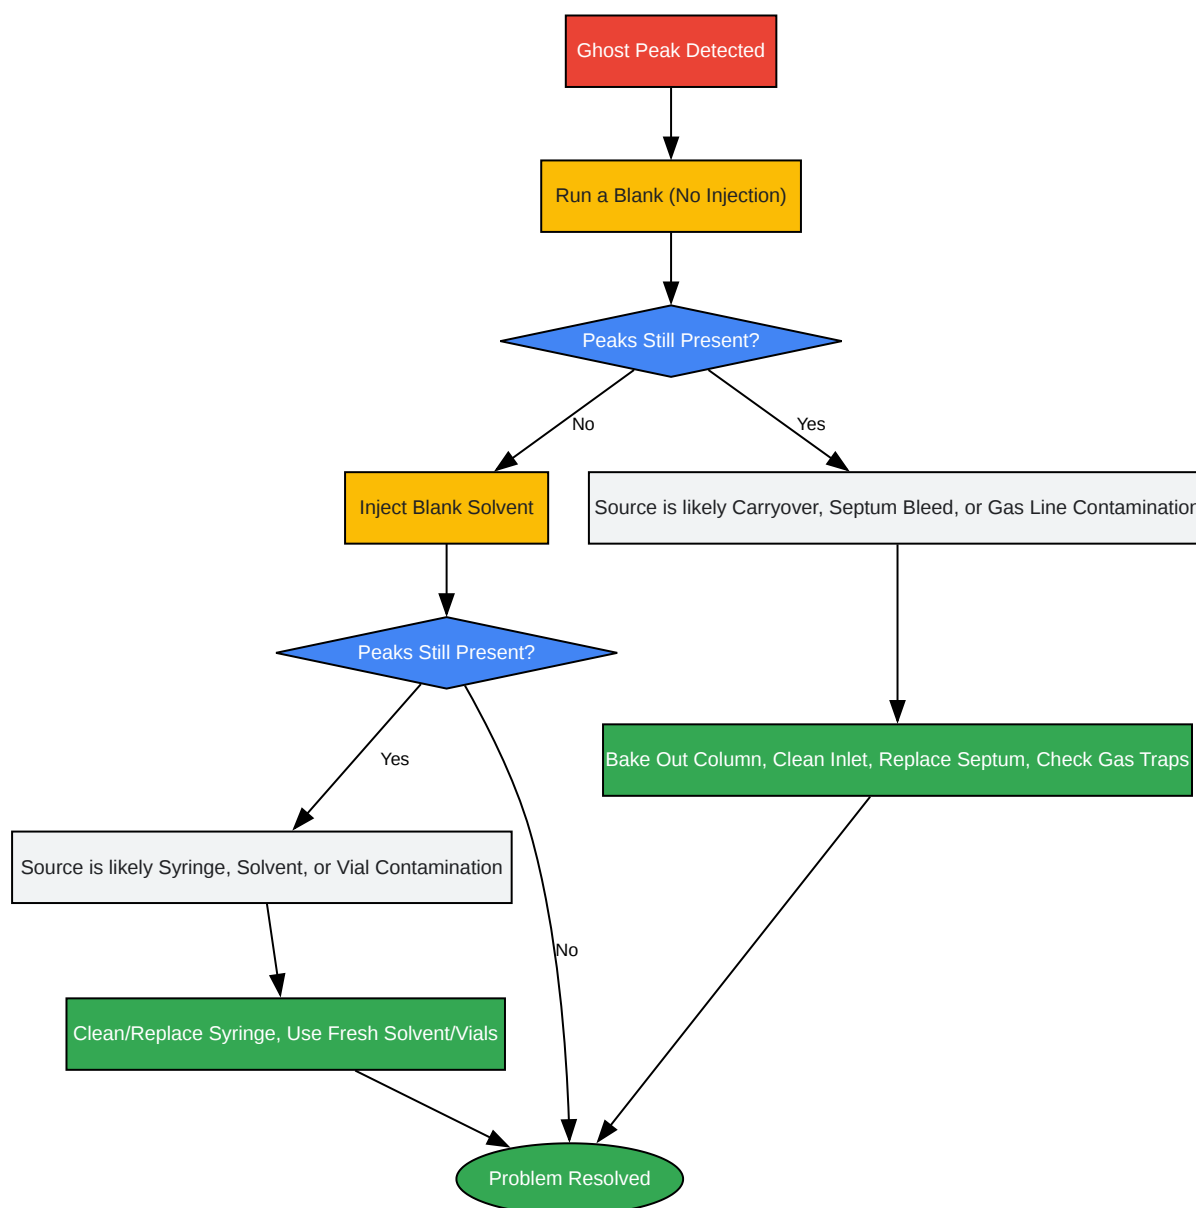 Ghost Peak Detected
Run a Blank (No Injection)
Peaks Still Present?
No
Yes
Inject Blank Solvent
Source is likely Carryover, Septum Bleed, or Gas Line Contamination
Peaks Still Present?
Yes
Bake Out Column, Clean Inlet, Replace Septum, Check Gas Traps
Source is likely Syringe, Solvent, or Vial Contamination
No
Clean/Replace Syringe, Use Fresh Solvent/Vials
Problem Resolved